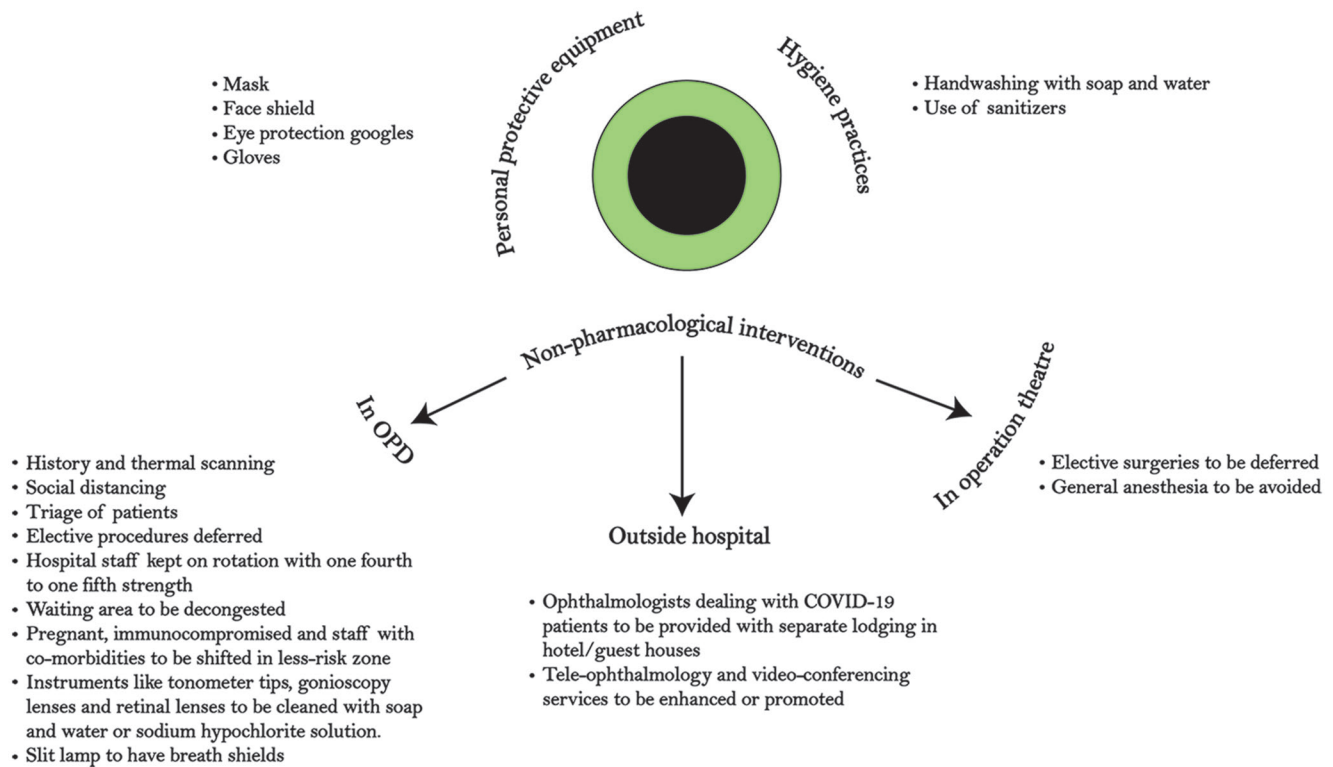 Personal protective equipment
• Mask
• Face shield
• Eye protection googles
• Gloves
Hygiene practices
• Handwashing with soap and water
• Use of sanitizers
Non-pharmacological interventions
In OPD
• History and thermal scanning
• Social distancing
• Triage of patients
• Elective procedures deferred
• Hospital staff kept on rotation with one fourth
to one fifth strength
• Waiting area to be decongested
• Pregnant, immunocompromised and staff with
co-morbidities to be shifted in less-risk zone
• Instruments like tonometer tips, gonioscopy
lenses and retinal lenses to be cleaned with soap
and water or sodium hypochlorite solution.
• Slit lamp to have breath shields
Outside hospital
• Ophthalmologists dealing with COVID-19
patients to be provided with separate lodging in
hotel/guest houses
• Tele-ophthalmology and video-conferencing
services to be enhanced or promoted
In operation theatre
• Elective surgeries to be deferred
• General anesthesia to be avoided